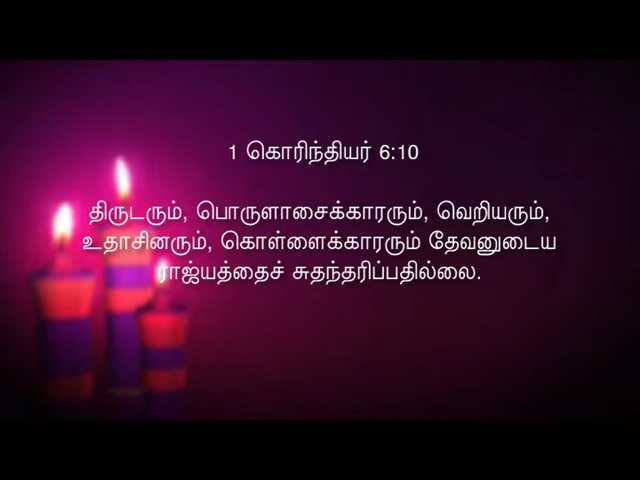 1 கொரிந்தியர் 6:10
திருடரும், பொருளாசைக்காரரும், வெறியரும்,
உதாசினரும், கொள்ளைக்காரரும் தேவனுடைய
ராஜ்யத்தைச் சுதந்தரிப்பதில்லை.